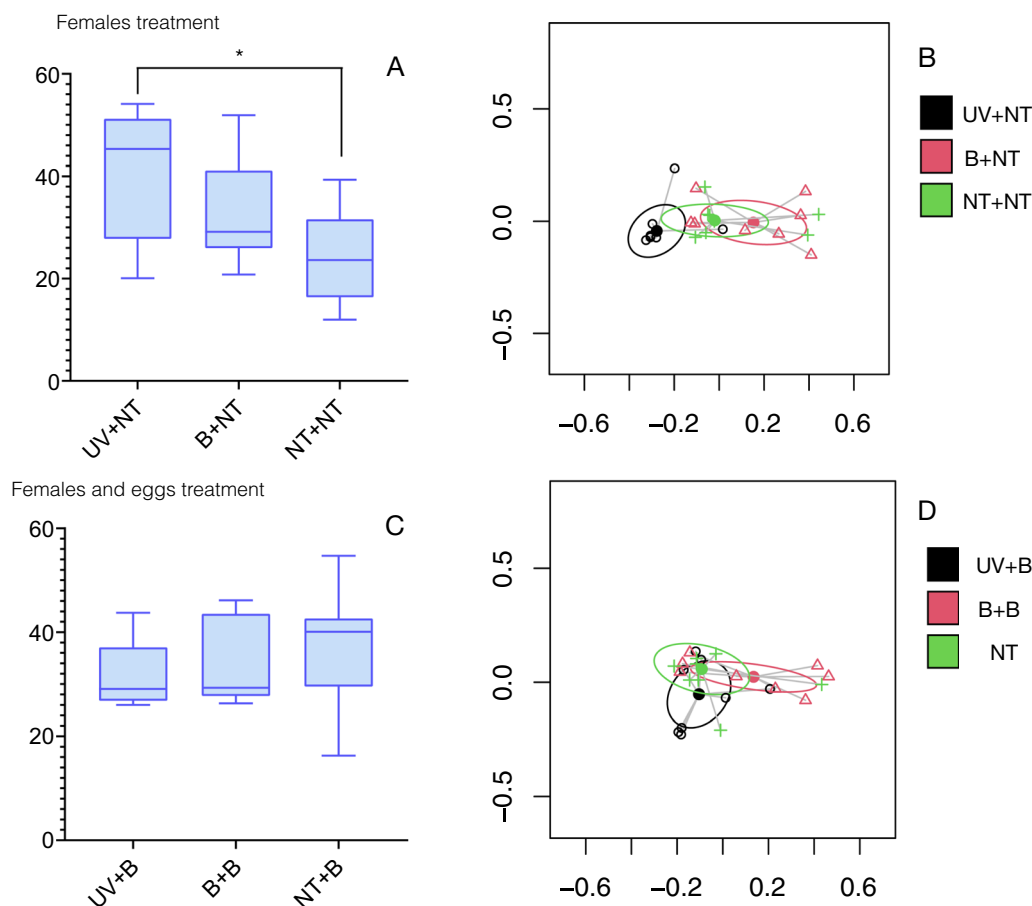 Females treatment
*
A
60
40
20
0
UV+NT
B+NT
NT+NT
B
0.5
0.0
−0.5
−0.6
−0.2
0.2
0.6
UV+NT
B+NT
NT+NT
Females and eggs treatment
C
60
40
20
0
UV+B
B+B
NT+B
D
0.5
0.0
−0.5
−0.6
−0.2
0.2
0.6
UV+B
B+B
NT